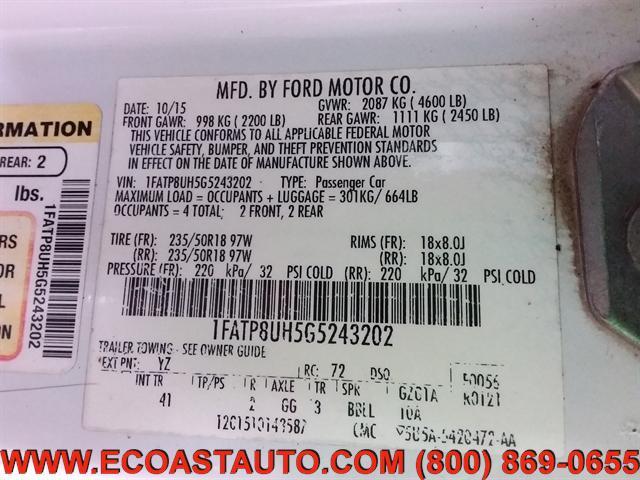 MFD. BY FORD MOTOR CO.
DATE: 10/15 GVWR: 2087 KG ( 4600 LB)
FRONT GAWR: 998 KG ( 2200 LB) REAR GAWR: 1111 KG ( 2450 LB)
THIS VEHICLE CONFORMS TO ALL APPLICABLE FEDERAL MOTOR
VEHICLE SAFETY, BUMPER, AND THEFT PREVENTION STANDARDS
IN EFFECT ON THE DATE OF MANUFACTURE SHOWN ABOVE.
VIN: 1FATP8UH5G5243202 TYPE: Passenger Car
MAXIMUM LOAD = OCCUPANTS + LUGGAGE = 301KG/ 664LB
OCCUPANTS = 4 TOTAL: 2 FRONT, 2 REAR
TIRE (FR): 235/50R18 97W RIMS (FR): 18x8.0J
(RR): 235/50R18 97W (RR): 18x8.0J
PRESSURE (FR): 220 kPa/ 32 PSI COLD (RR): 220 kPa/ 32 PSI COLD
1FATP8UH5G5243202
TRAILER TOWING - SEE OWNER GUIDE
EXT PNT: YZ RC: 72 DSO
INT TR TP/PS R AXLE TR SPR
41 2 GG 3
ORMATION
REAR: 2
lbs.
1FATP8UH5G5243202
RS
OR
L
NS
WWW.ECOASTAUTO.COM (800) 869-0655